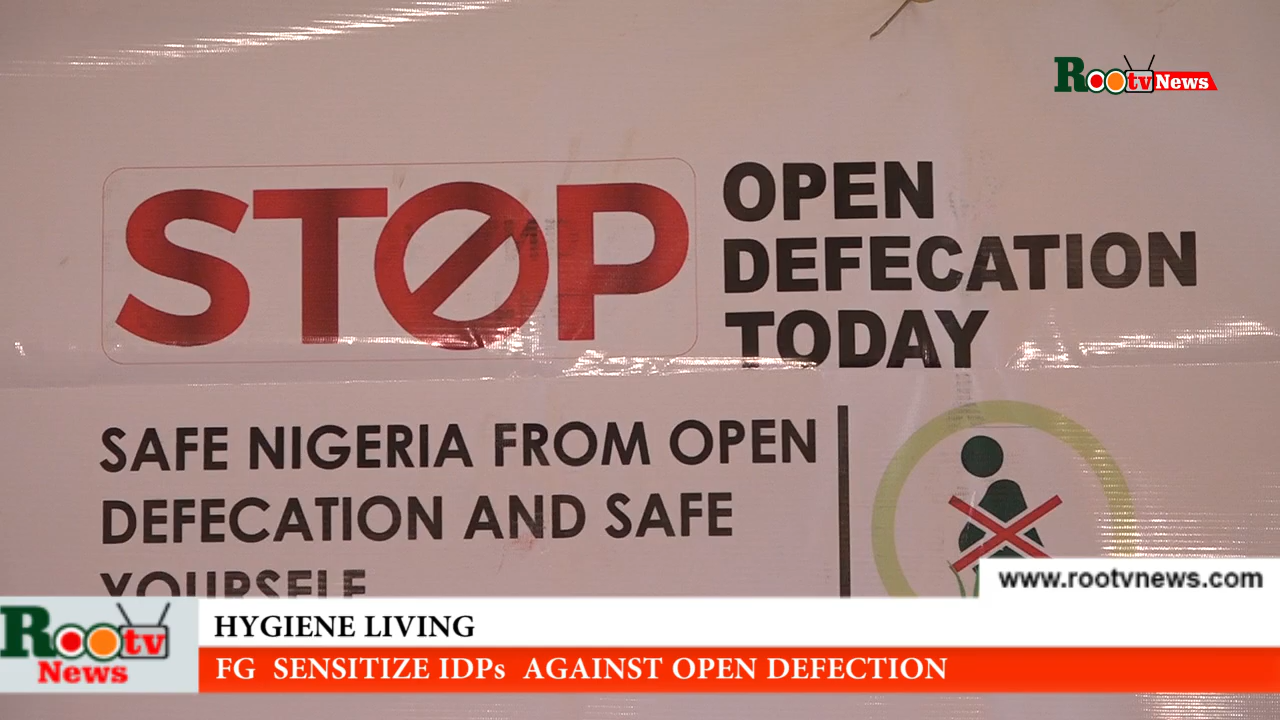 Rootv News
STOP
OPEN
DEFECATION
TODAY
SAFE NIGERIA FROM OPEN
DEFECATION AND SAFE
YOURSELF
www.rootvnews.com
Rootv
News
HYGIENE LIVING
FG SENSITIZE IDPs AGAINST OPEN DEFECTION